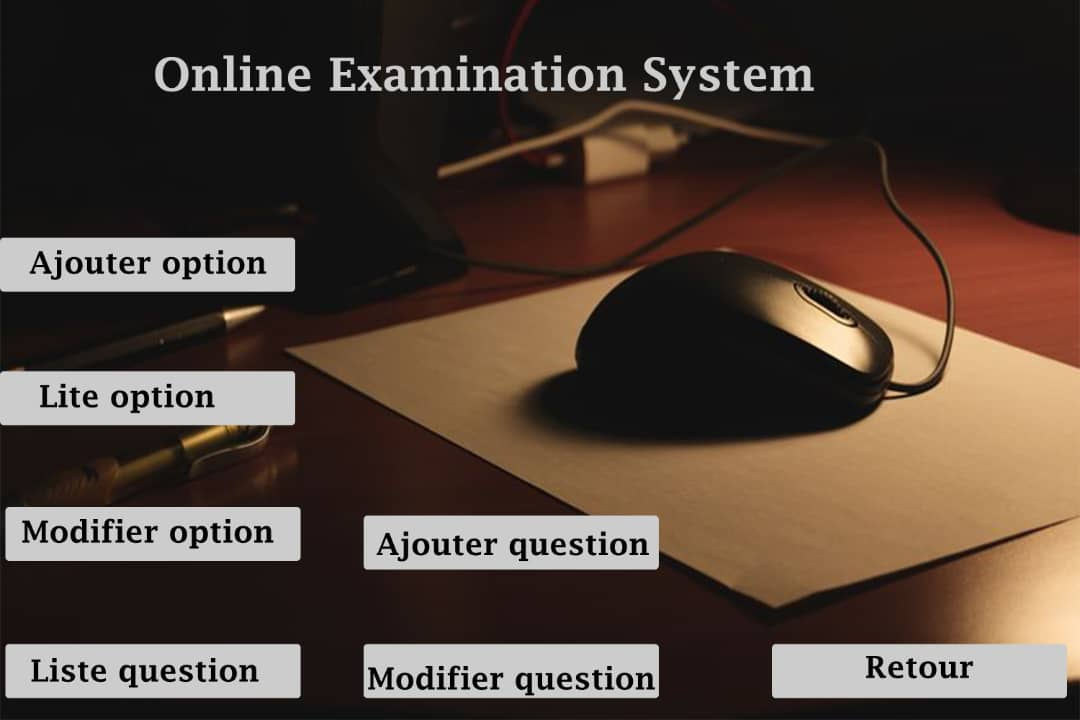 Online Examination System
Ajouter option
Lite option
Modifier option
Ajouter question
Liste question
Modifier question
Retour